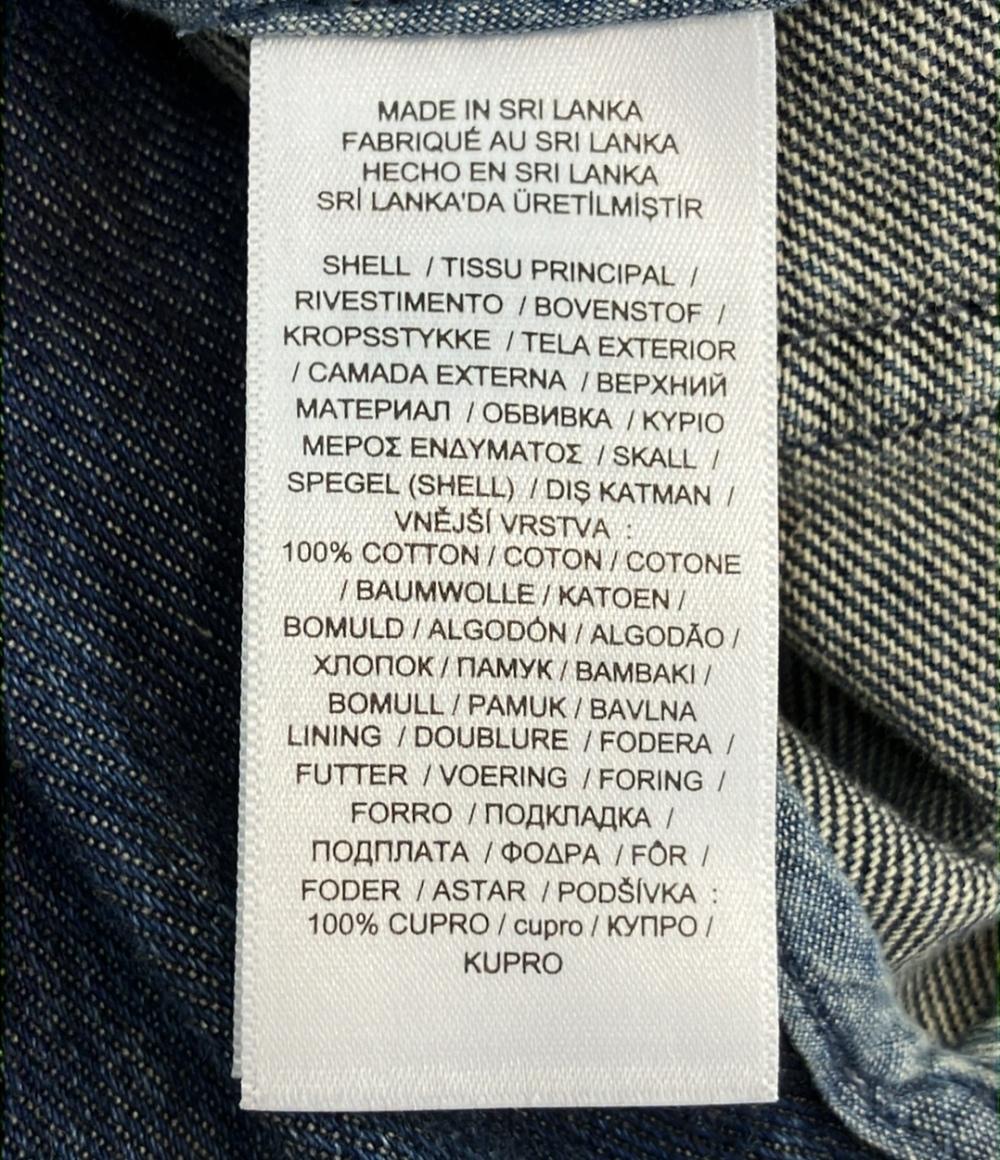 MADE IN SRI LANKA
FABRIQUÉ AU SRI LANKA
HECHO EN SRI LANKA
SRİ LANKA'DA ÜRETİLMİŞTİR
SHELL / TISSU PRINCIPAL /
RIVESTIMENTO / BOVENSTOF /
KROPSSTYKKE / TELA EXTERIOR
/ CAMADA EXTERNA / ВЕРХНИЙ
МАТЕРИАЛ / ОБВИВКА / ΚΥΡΙΟ
ΜΕΡΟΣ ΕΝΔΥΜΑΤΟΣ / SKALL /
SPEGEL (SHELL) / DIŞ KATMAN /
VNĚJŠÍ VRSTVA :
100% COTTON / COTON / COTONE
/ BAUMWOLLE / KATOEN /
BOMULD / ALGODÓN / ALGODÃO /
ХЛОПОК / ПАМУК / BAMBAKI /
BOMULL / PAMUK / BAVLNA
LINING / DOUBLURE / FODERA /
FUTTER / VOERING / FORING /
FORRO / ПОДКЛАДКА /
ПОДПЛАТА / ΦΟΔΡΑ / FÔR /
FODER / ASTAR / PODŠÍVKA :
100% CUPRO / cupro / КУПРО /
KUPRO